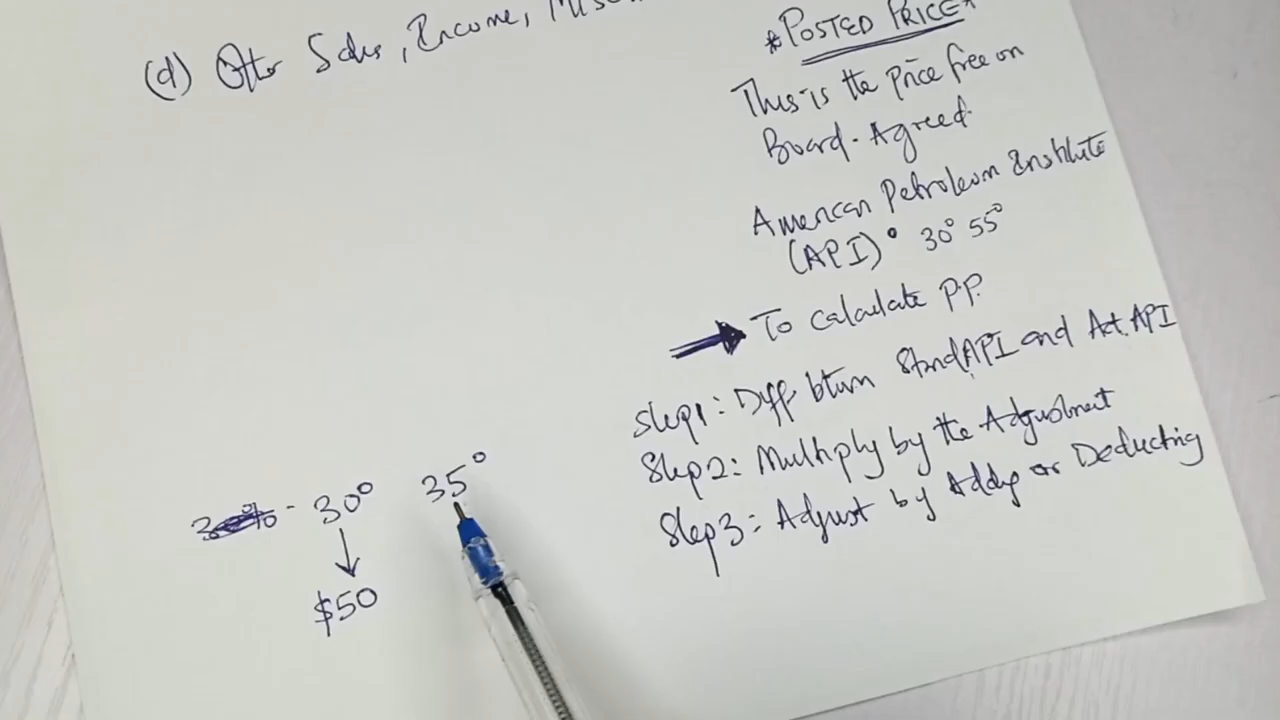 (d) Other Sales, Income,
*POSTED PRICE*
This is the price free on
Board - Agreed
American Petroleum Institute
(API)° 30° 55°
To calculate P.P.
Step1: Diff. btwn Stand API and Act. API
Step2: Multiply by the Adjustment
Step3: Adjust by Adding or Deducting
30° 35°
$50